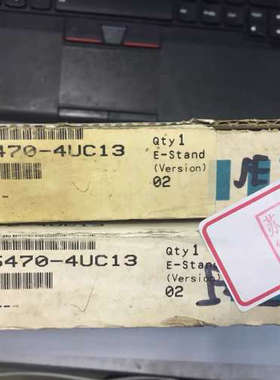 470-4UC13
Qty 1
E-Stand
(Version)
02
5470-4UC13
Qty 1
E-Stand
(Version)
02